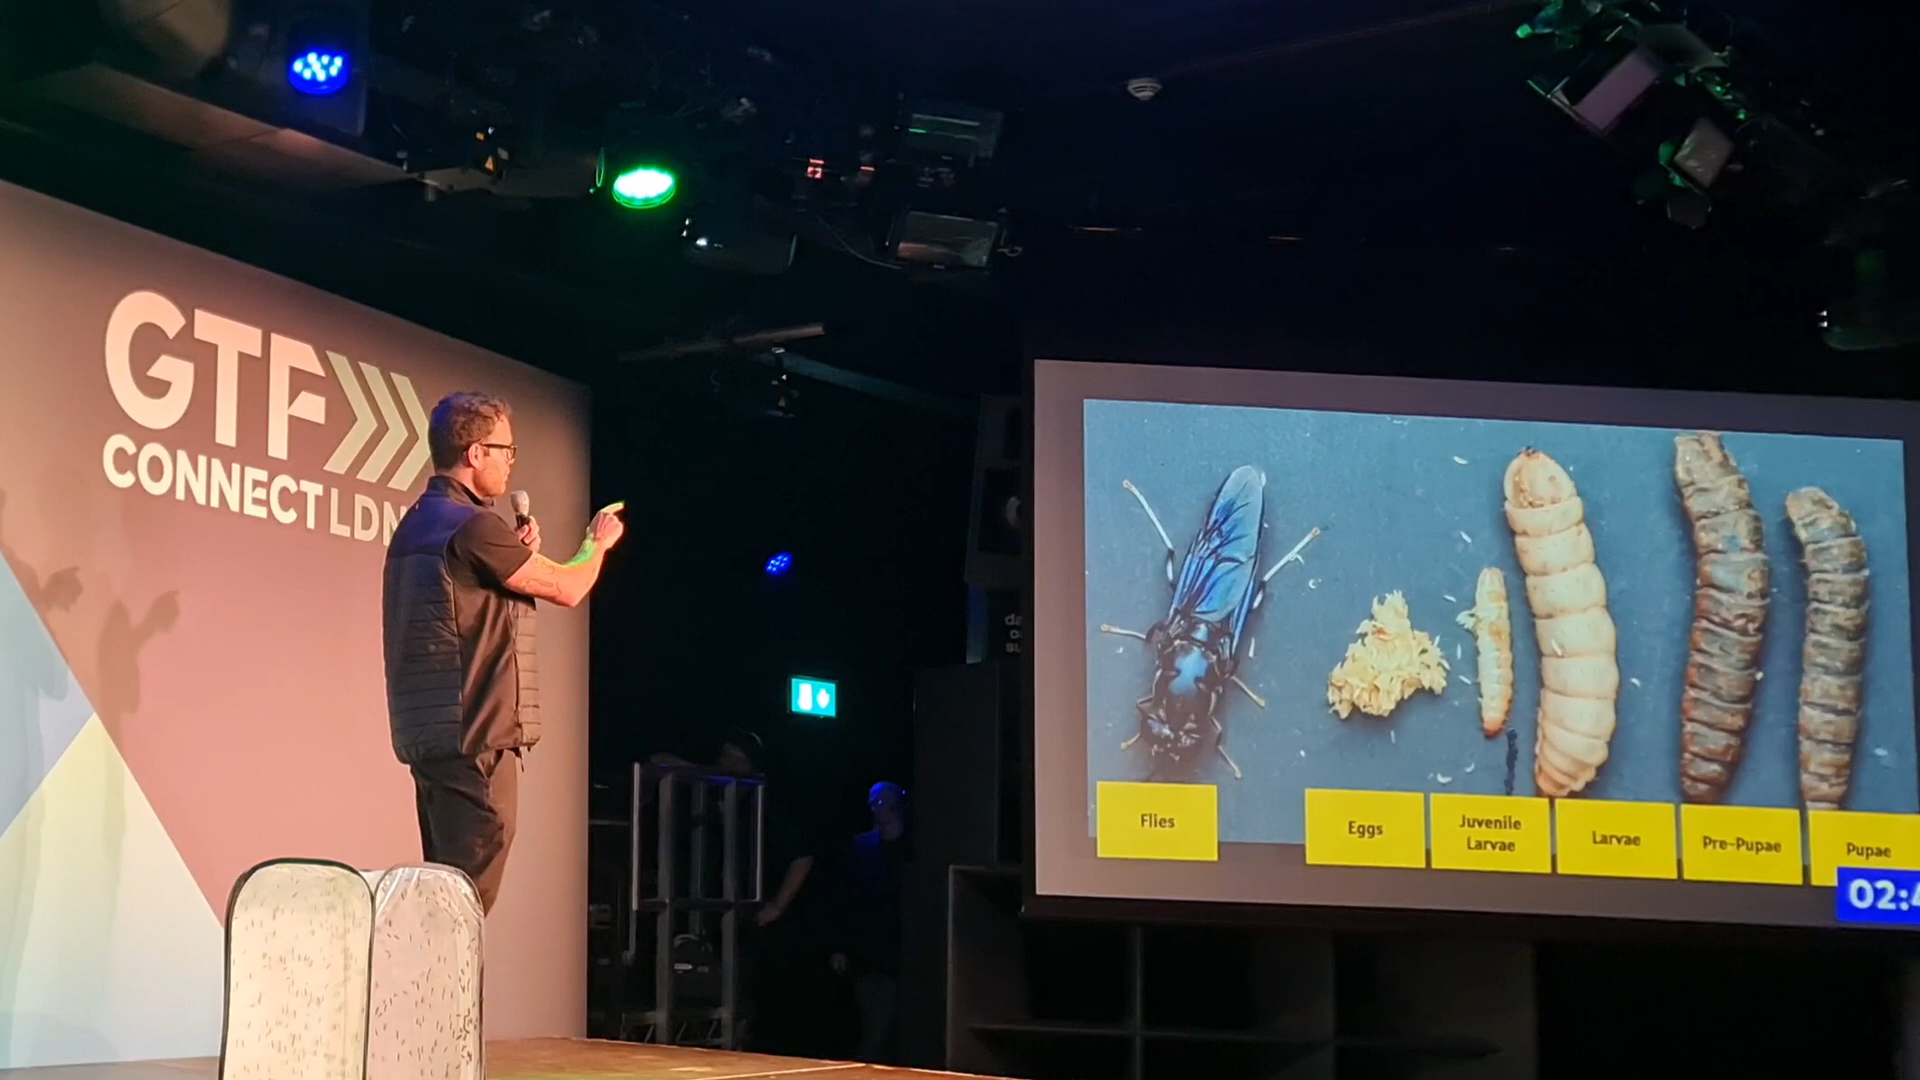 GTF
CONNECT LDN
Flies
Eggs
Juvenile
Larvae
Larvae
Pre-Pupae
Pupae
02:4